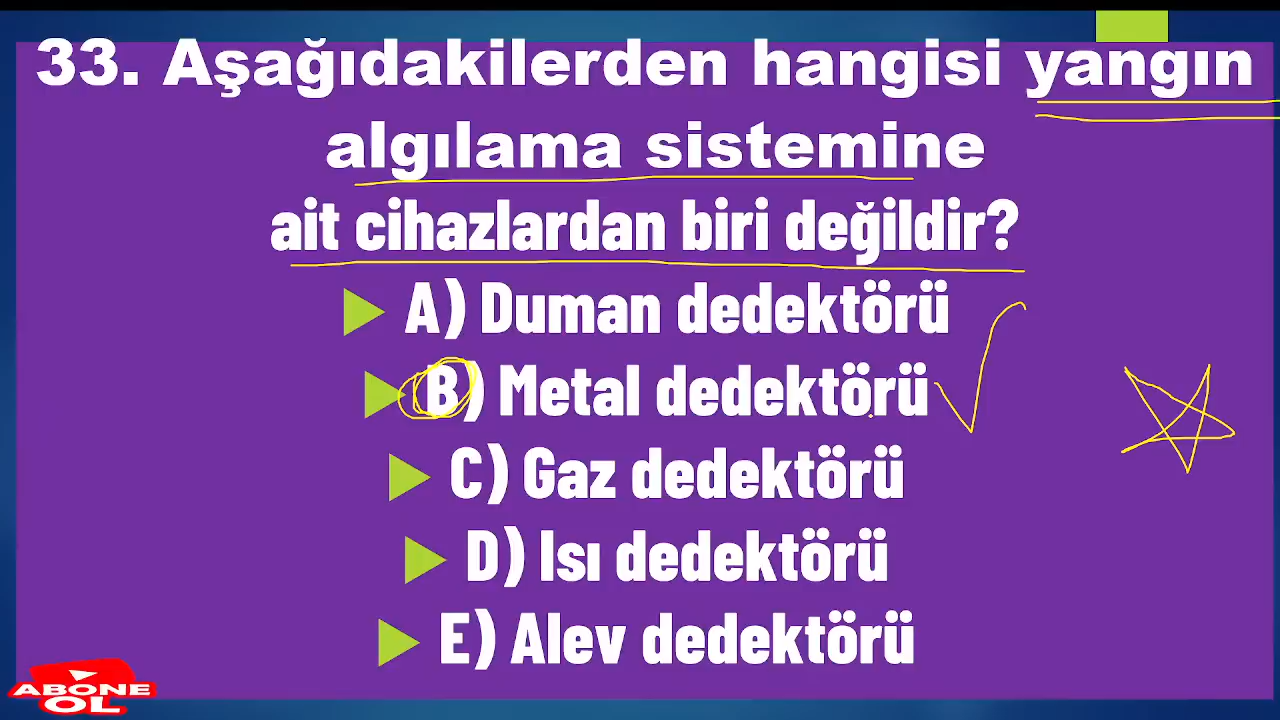 33. Aşağıdakilerden hangisi yangın
algılama sistemine
ait cihazlardan biri değildir?
A) Duman dedektörü
B) Metal dedektörü
C) Gaz dedektörü
D) Isı dedektörü
E) Alev dedektörü
ABONE
OL